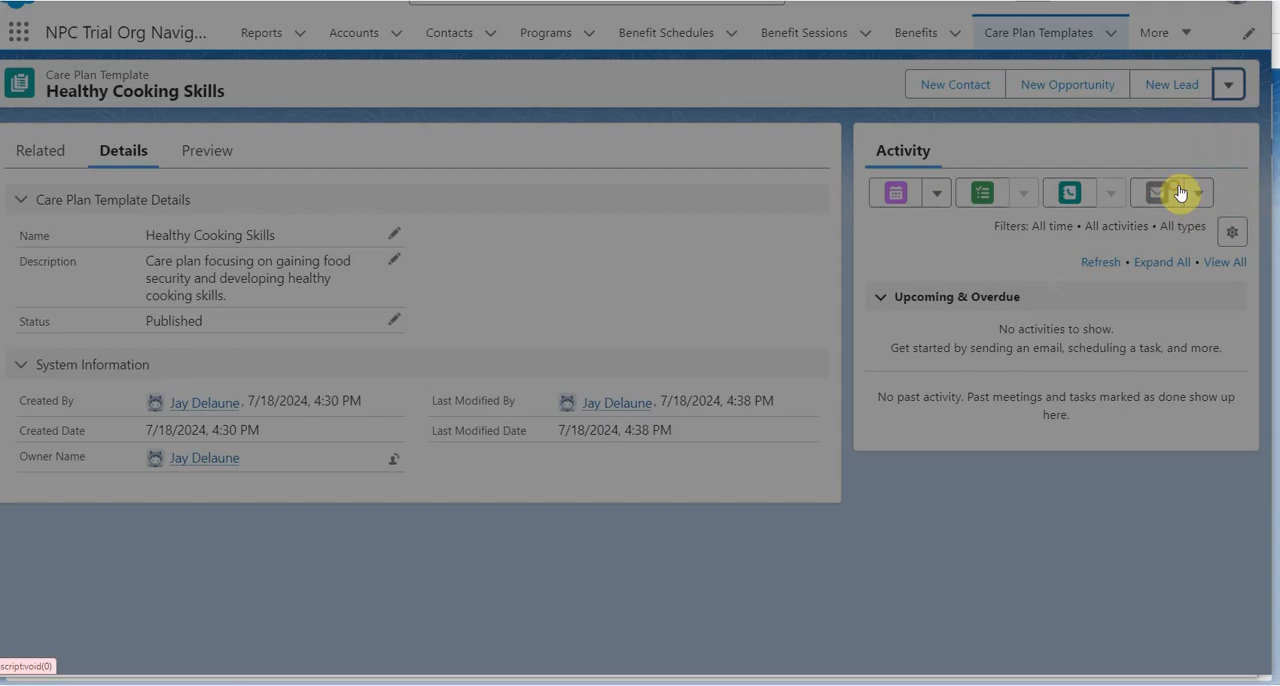 NPC Trial Org Navig... Reports Accounts Contacts Programs Benefit Schedules Benefit Sessions Benefits Care Plan Templates More
Care Plan Template
Healthy Cooking Skills
New Contact New Opportunity New Lead
Related Details Preview
Care Plan Template Details
Name Healthy Cooking Skills
Description Care plan focusing on gaining food
security and developing healthy
cooking skills.
Status Published
System Information
Created By Jay Delaune, 7/18/2024, 4:30 PM Last Modified By Jay Delaune, 7/18/2024, 4:38 PM
Created Date 7/18/2024, 4:30 PM Last Modified Date 7/18/2024, 4:38 PM
Owner Name Jay Delaune
Activity
Filters: All time • All activities • All types
Refresh • Expand All • View All
Upcoming & Overdue
No activities to show.
Get started by sending an email, scheduling a task, and more.
No past activity. Past meetings and tasks marked as done show up
here.
script:void(0)